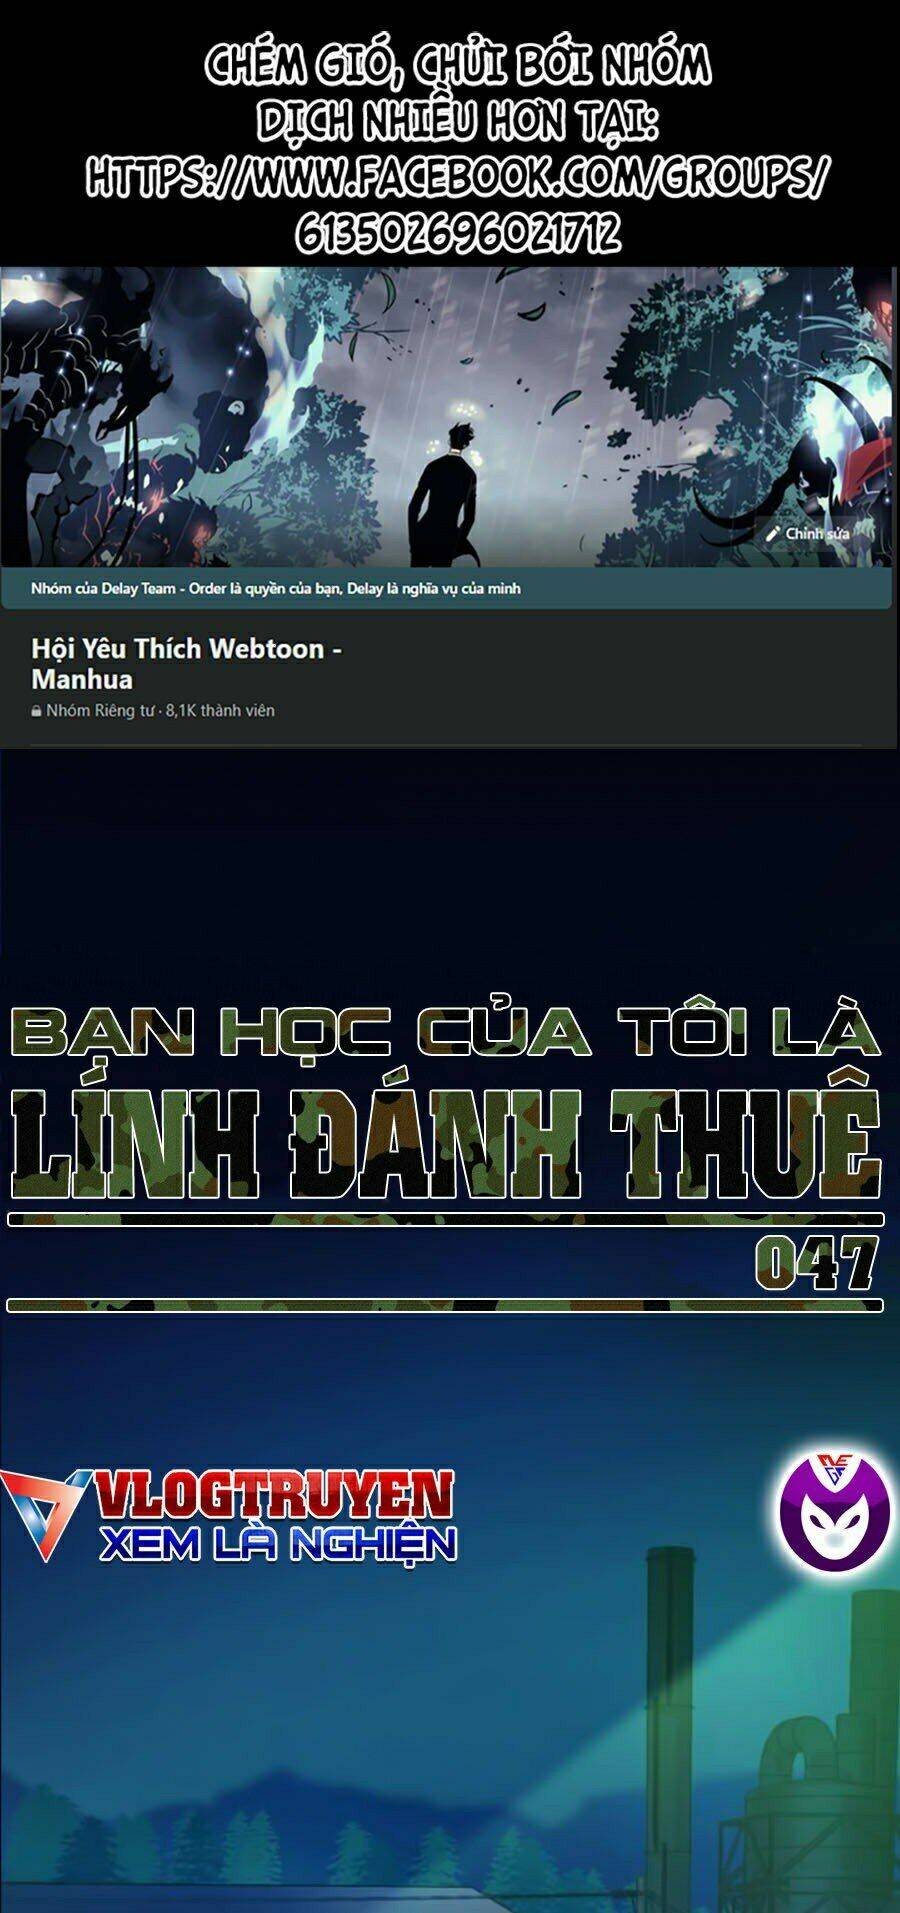 CHÉM GIÓ, CHỬI BỚI NHÓM
DỊCH NHIỀU HƠN TẠI:
HTTPS://WWW.FACEBOOK.COM/GROUPS/
613502696021712
Chỉnh sửa
Nhóm của Delay Team - Order là quyền của bạn, Delay là nghĩa vụ của mình
Hội Yêu Thích Webtoon -
Manhua
Nhóm Riêng tư · 8,1K thành viên
BẠN HỌC CỦA TÔI LÀ
LÍNH ĐÁNH THUÊ
047
VLOGTRUYEN
XEM LÀ NGHIỆN